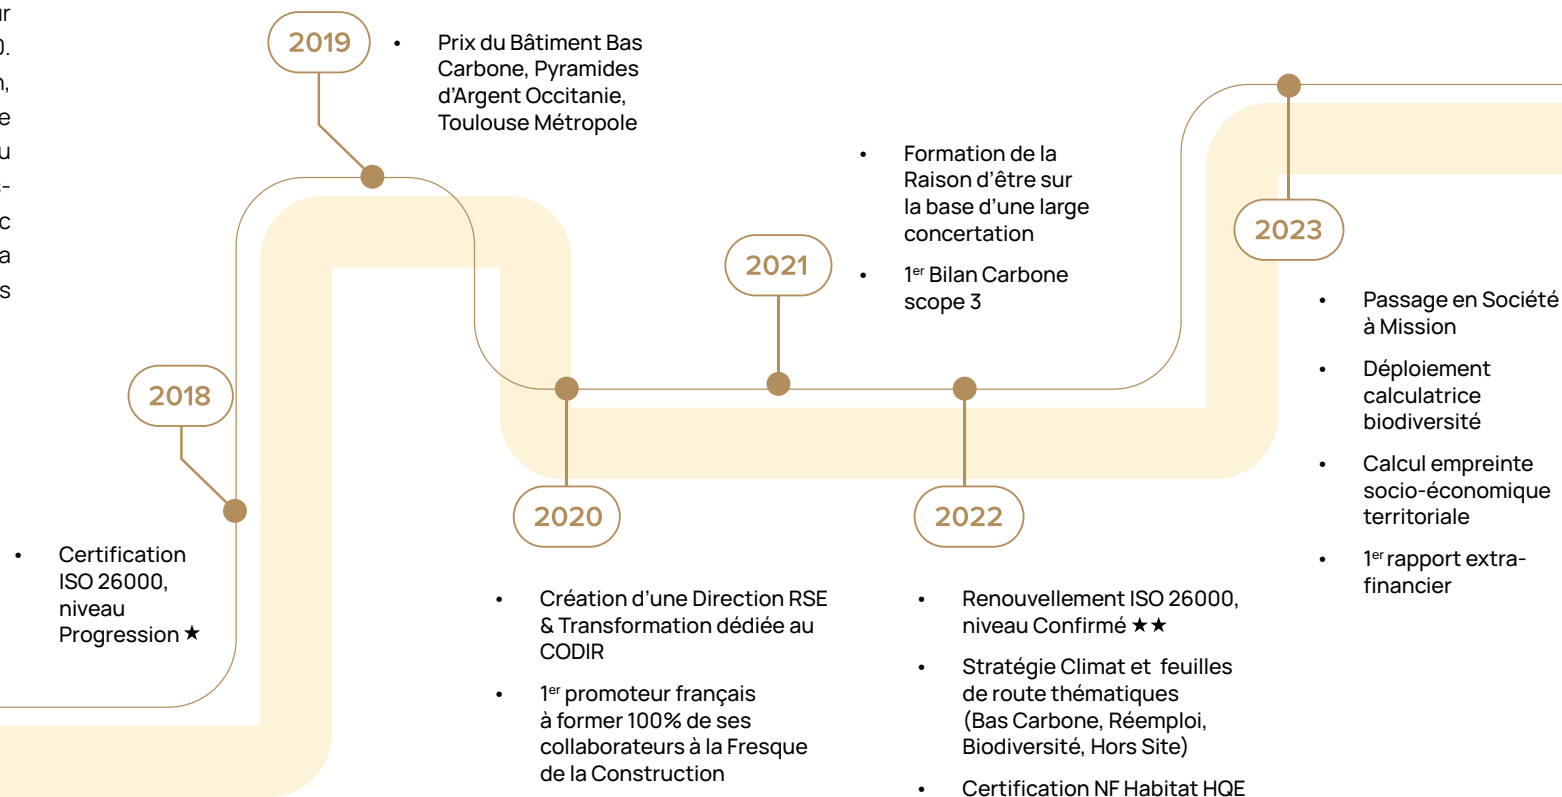 2018
• Certification
ISO 26000,
niveau
Progression ★
2019
• Prix du Bâtiment Bas
Carbone, Pyramides
d’Argent Occitanie,
Toulouse Métropole
2020
• Création d’une Direction RSE
& Transformation dédiée au
CODIR
• 1er promoteur français
à former 100% de ses
collaborateurs à la Fresque
de la Construction
2021
• Formation de la
Raison d’être sur
la base d’une large
concertation
• 1er Bilan Carbone
scope 3
2022
• Renouvellement ISO 26000,
niveau Confirmé ★★
• Stratégie Climat et feuilles
de route thématiques
(Bas Carbone, Réemploi,
Biodiversité, Hors Site)
• Certification NF Habitat HQE
2023
• Passage en Société
à Mission
• Déploiement
calculatrice
biodiversité
• Calcul empreinte
socio-économique
territoriale
• 1er rapport extra-
financier